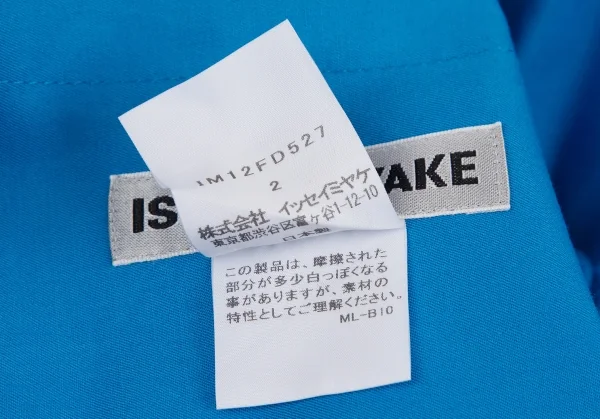 IM12FD527
2
株式会社 イッセイミヤケ
東京都渋谷区富ヶ谷1-12-10
日本製
IS YAKE
この製品は、摩擦された
部分が多少白っぽくなる
事がありますが、素材の
特性としてご理解ください。
ML-B10